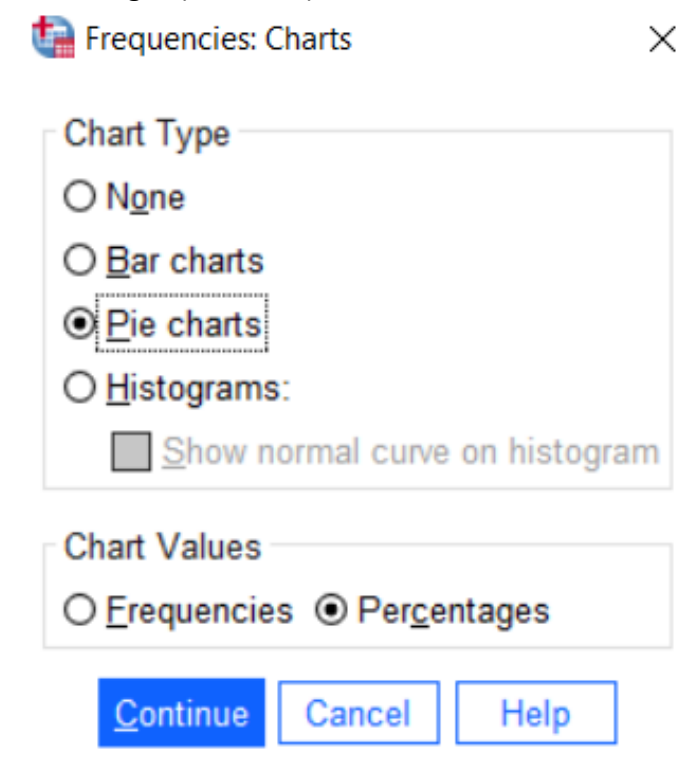 Frequencies: Charts
Chart Type
None
Bar charts
Pie charts
Histograms:
Show normal curve on histogram
Chart Values
Frequencies Percentages
Continue Cancel Help